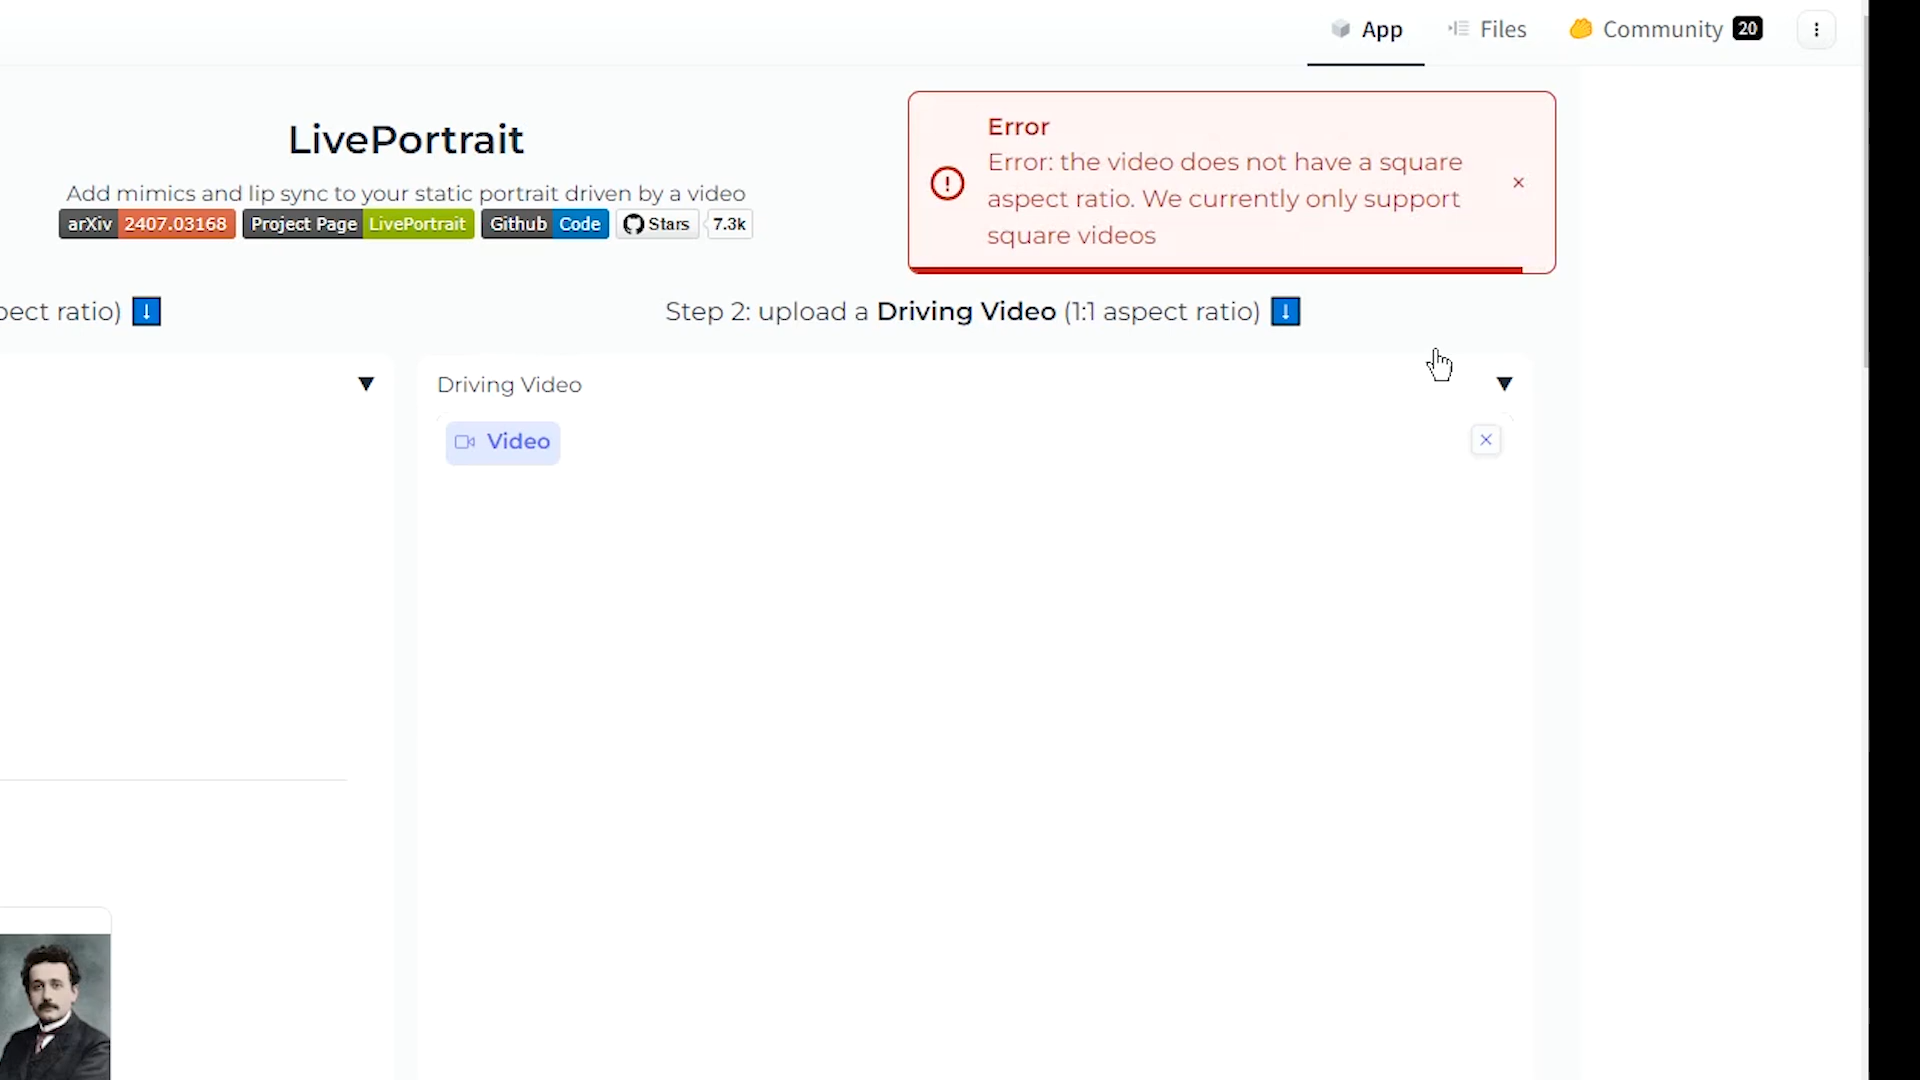 App
Files
Community 20
LivePortrait
Add mimics and lip sync to your static portrait driven by a video
arXiv 2407.03168 Project Page LivePortrait Github Code Stars 7.3k
Error
Error: the video does not have a square
aspect ratio. We currently only support
square videos
pect ratio)
Step 2: upload a Driving Video (1:1 aspect ratio)
Driving Video
Video